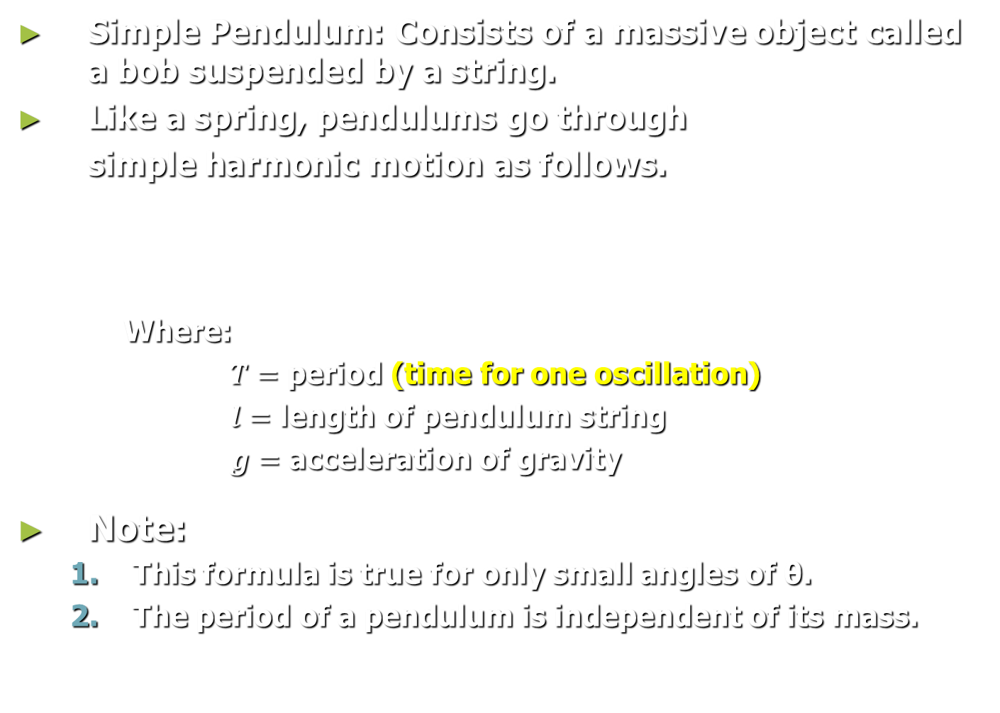 ► Simple Pendulum: Consists of a massive object called
a bob suspended by a string.
► Like a spring, pendulums go through
simple harmonic motion as follows.
Where:
T = period (time for one oscillation)
l = length of pendulum string
g = acceleration of gravity
► Note:
1. This formula is true for only small angles of θ.
2. The period of a pendulum is independent of its mass.